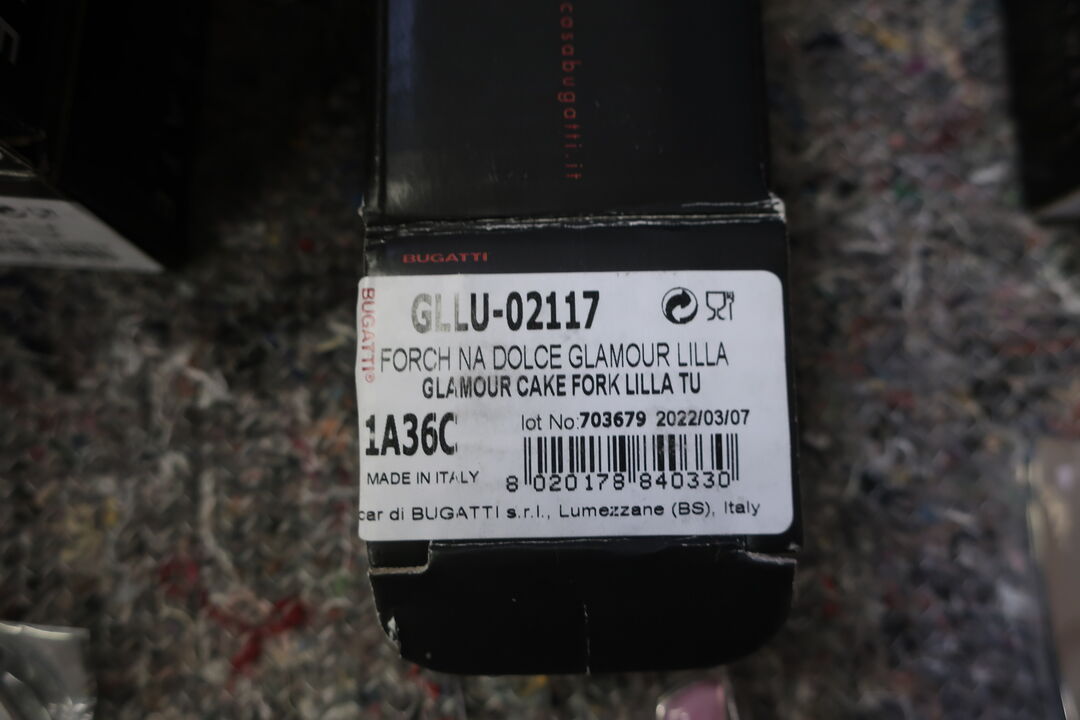 casabugatti.it
BUGATTI
BUGATTI®
GLLU-02117
FORCH NA DOLCE GLAMOUR LILLA
GLAMOUR CAKE FORK LILLA TU
1A36C
lot No:703679 2022/03/07
MADE IN ITALY
8 020178 840330
car di BUGATTI s.r.l., Lumezzane (BS), Italy